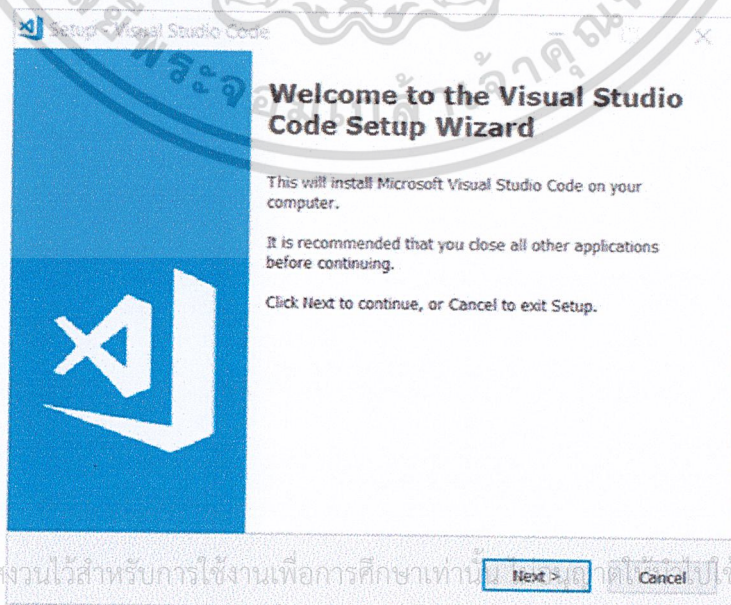 Setup - Visual Studio Code
Welcome to the Visual Studio
Code Setup Wizard
This will install Microsoft Visual Studio Code on your
computer.
It is recommended that you close all other applications
before continuing.
Click Next to continue, or Cancel to exit Setup.
สำหรับการใช้งานเพื่อการศึกษาเท่านั้น
Next >
Cancel